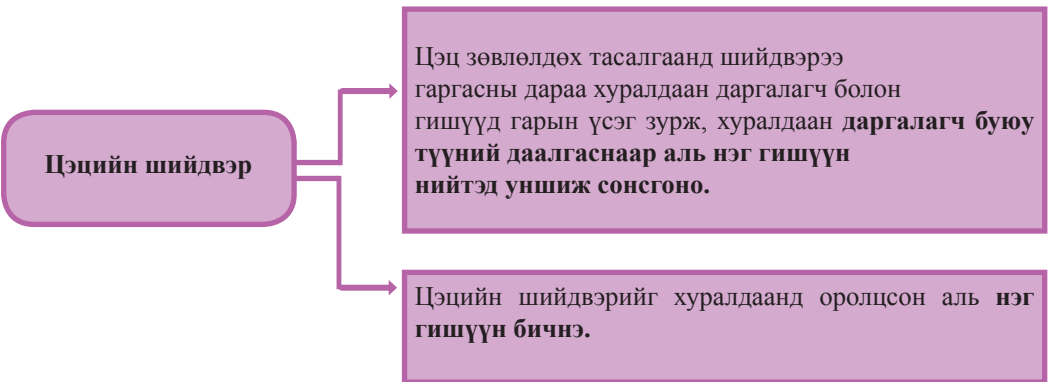 Цэцийн шийдвэр
Цэц зөвлөлдөх тасалгаанд шийдвэрээ
гаргасны дараа хуралдаан даргалагч болон
гишүүд гарын үсэг зурж, хуралдаан даргалагч буюу
түүний даалгаснаар аль нэг гишүүн
нийтэд уншиж сонсгоно.
Цэцийн шийдвэрийг хуралдаанд оролцсон аль нэг
гишүүн бичнэ.